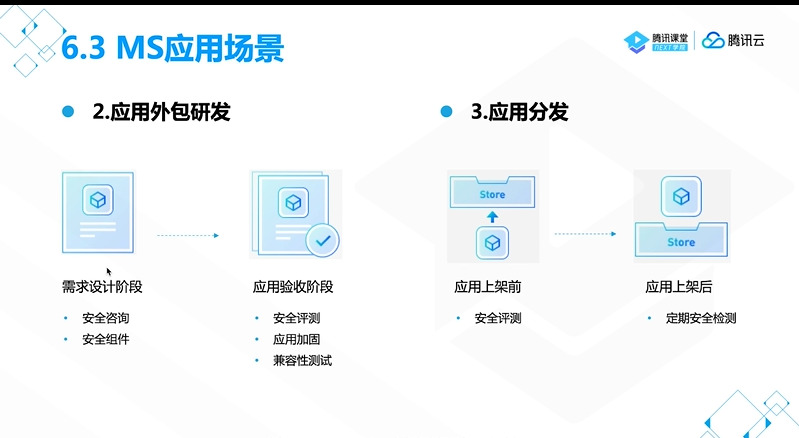 6.3 MS应用场景
腾讯课堂
NEXT学院
腾讯云
2.应用外包研发
3.应用分发
Store
Store
需求设计阶段
应用验收阶段
应用上架前
应用上架后
安全咨询
安全组件
安全评测
应用加固
兼容性测试
安全评测
定期安全检测